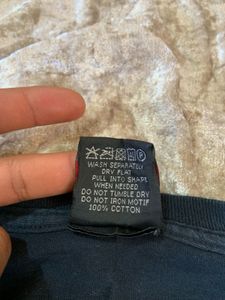 WASH SEPARATELY
DRY FLAT
PULL INTO SHAPE
WHEN NEEDED
DO NOT TUMBLE DRY
DO NOT IRON MOTIF
100% COTTON